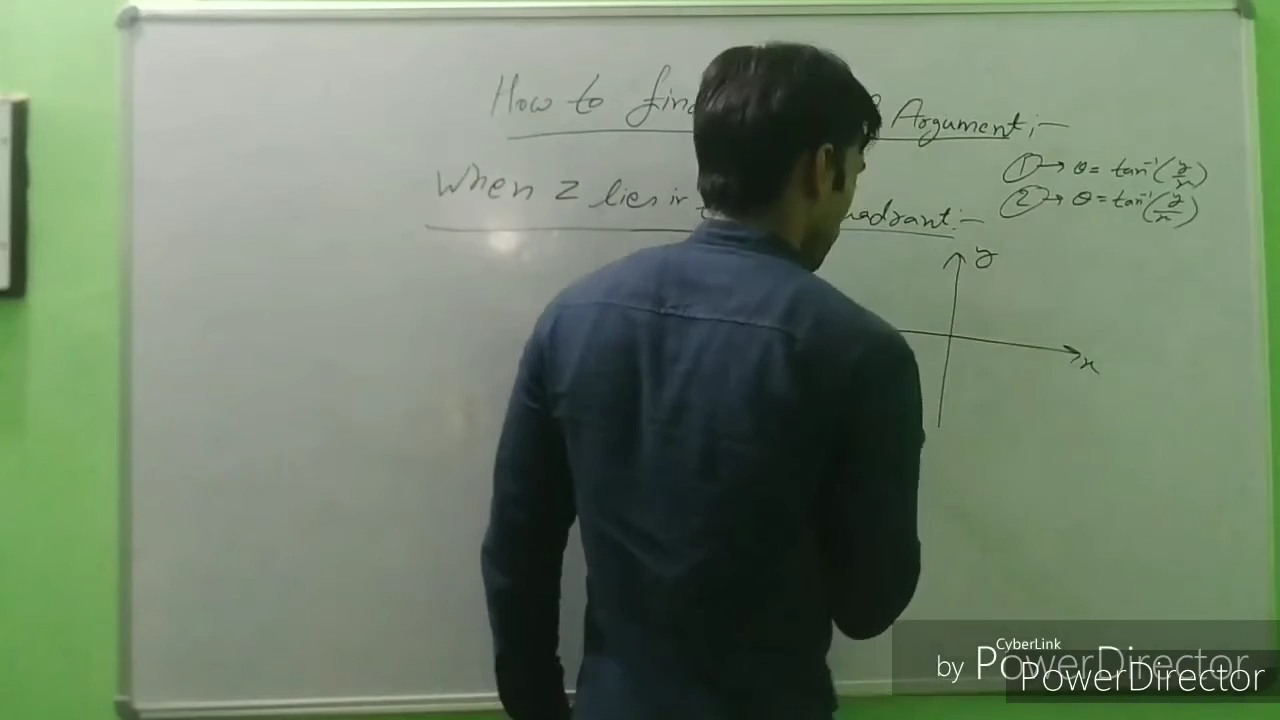 How to find Argument:-
When z lies in quadrant:-
① → θ = tan⁻¹(y/x)
② → θ = tan⁻¹(y/x)
y
x
CyberLink
by PowerDirector
PowerDirector